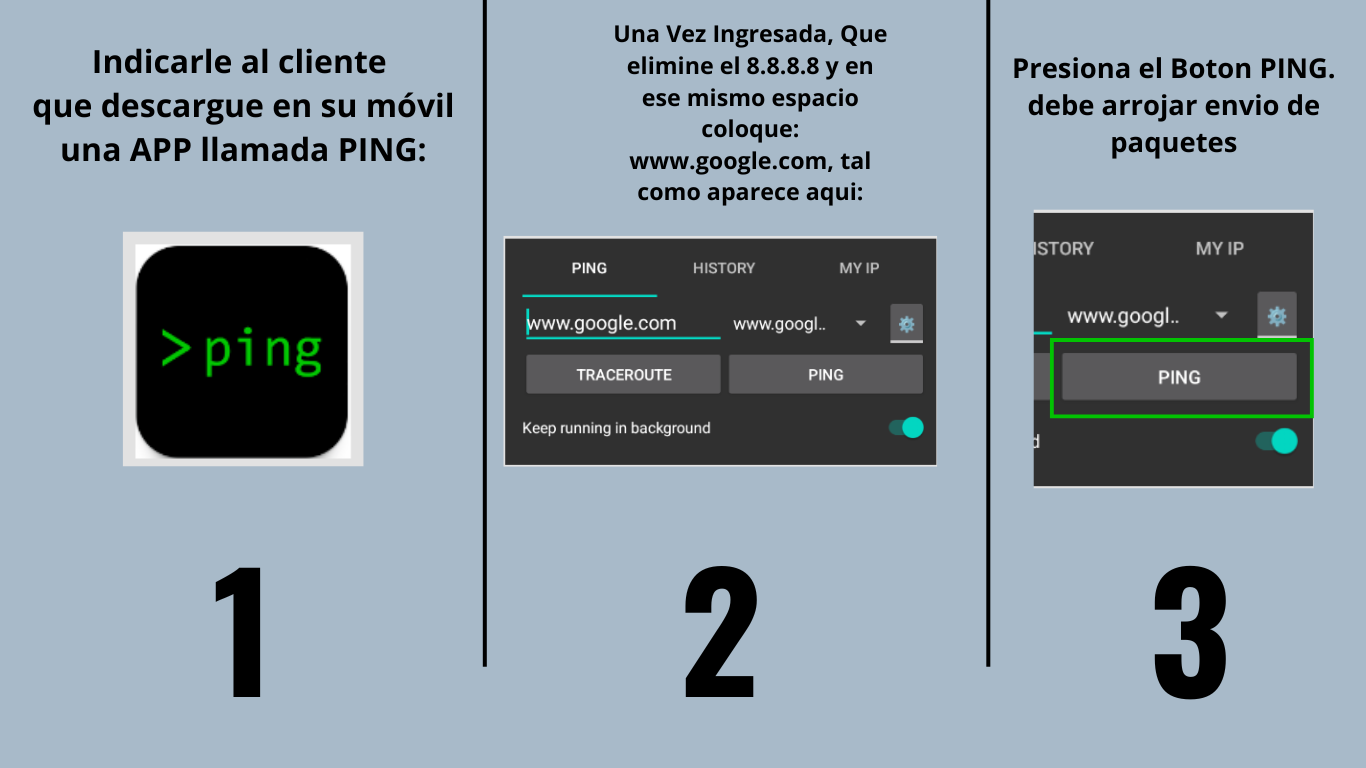 Indicarle al cliente
que descargue en su móvil
una APP llamada PING:
>ping
1
Una Vez Ingresada, Que
elimine el 8.8.8.8 y en
ese mismo espacio
coloque:
www.google.com, tal
como aparece aqui:
PING HISTORY MY IP
www.google.com www.googl..
TRACEROUTE PING
Keep running in background
2
Presiona el Boton PING.
debe arrojar envio de
paquetes
ISTORY MY IP
www.googl..
PING
d
3